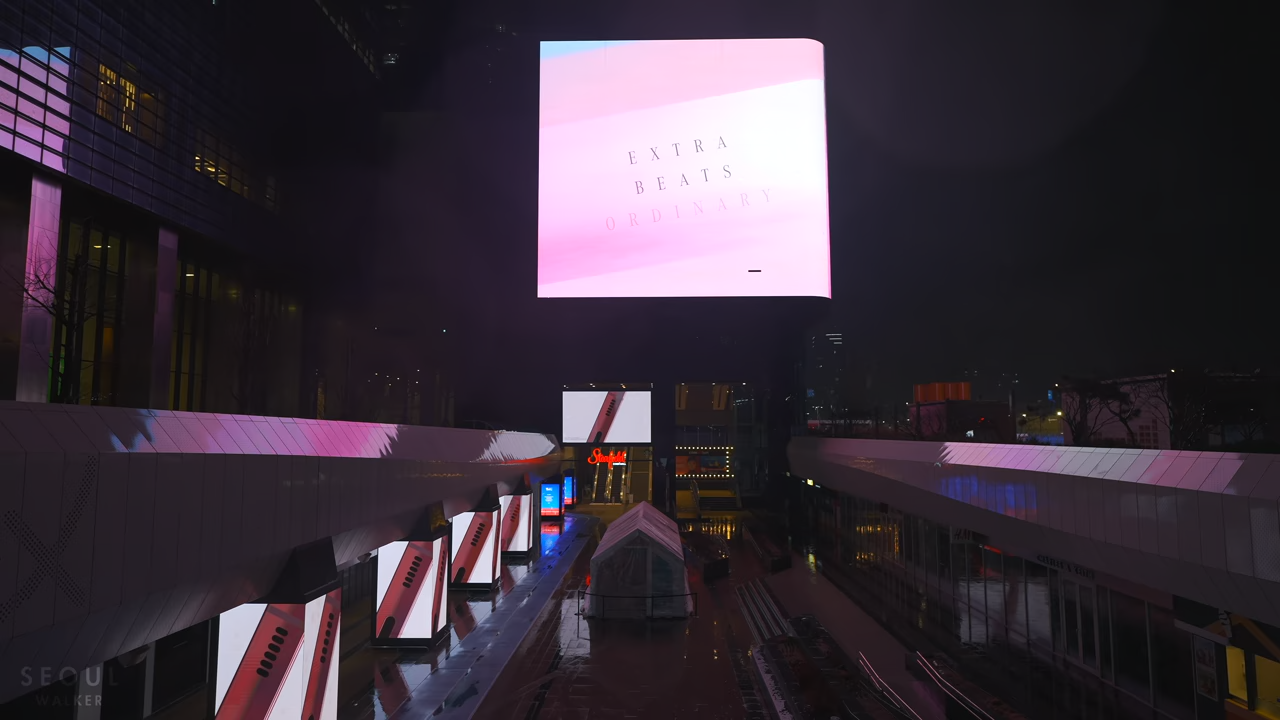 EXTRA
BEATS
ORDINARY
Starfield
SEOUL
WALKER